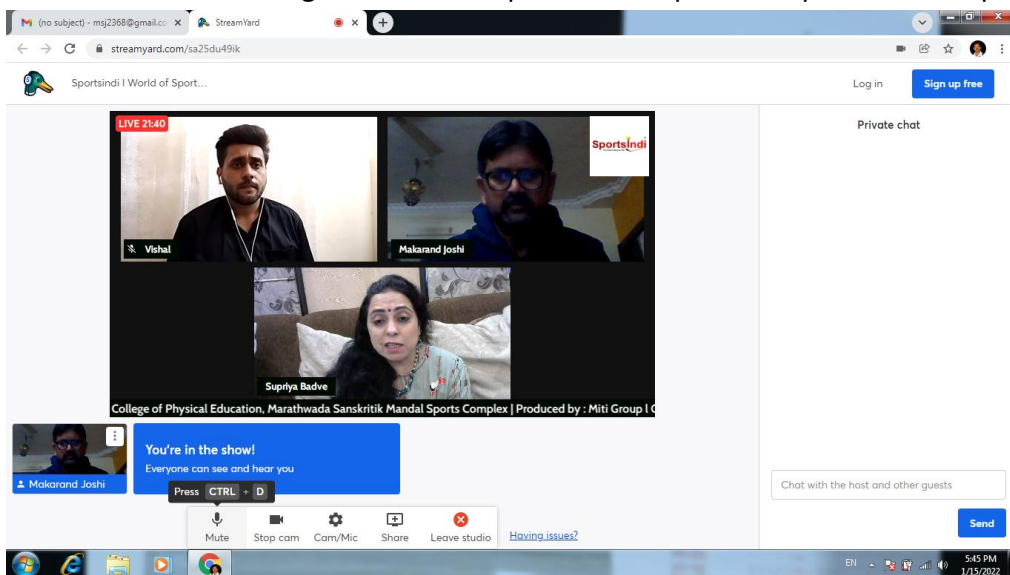 (no subject) - msj2368@gmail.co
StreamYard
streamyard.com/sa25du49ik
Sportsindi l World of Sport...
Log in
Sign up free
LIVE 21:40
SportsIndi
Vishal
Makarand Joshi
Supriya Badve
College of Physical Education, Marathwada Sanskritik Mandal Sports Complex | Produced by : Miti Group l
Private chat
Makarand Joshi
You're in the show!
Everyone can see and hear you
Press CTRL + D
Mute
Stop cam
Cam/Mic
Share
Leave studio
Having issues?
Chat with the host and other guests
Send
EN
5:45 PM
1/15/2022